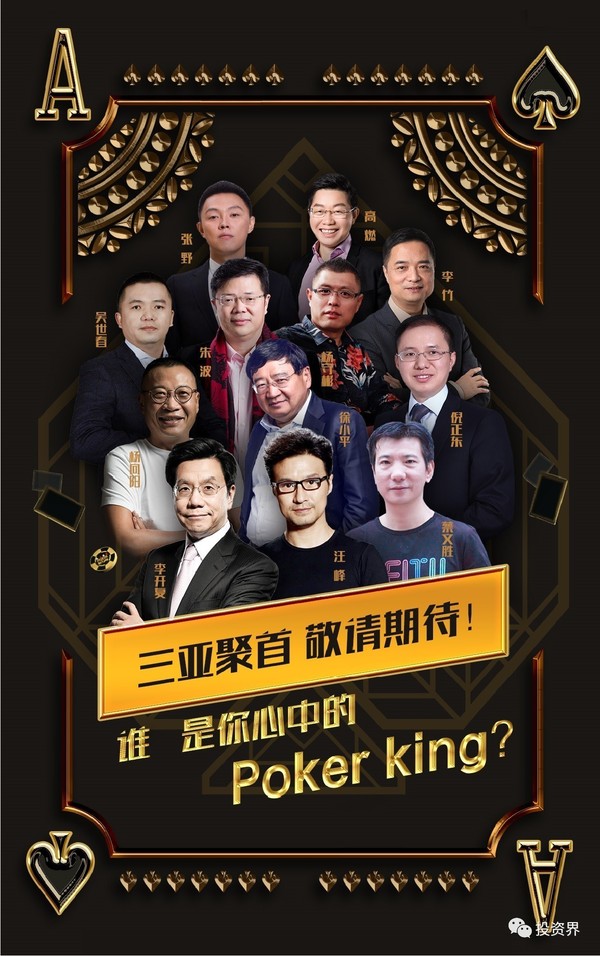 A
张野
高燃
李竹
吴世春
朱波
杨守彬
徐小平
倪正东
杨向阳
李开复
汪峰
蔡文胜
FITU
三亚聚首 敬请期待!
谁 是你心中的
Poker king?
A
投资界